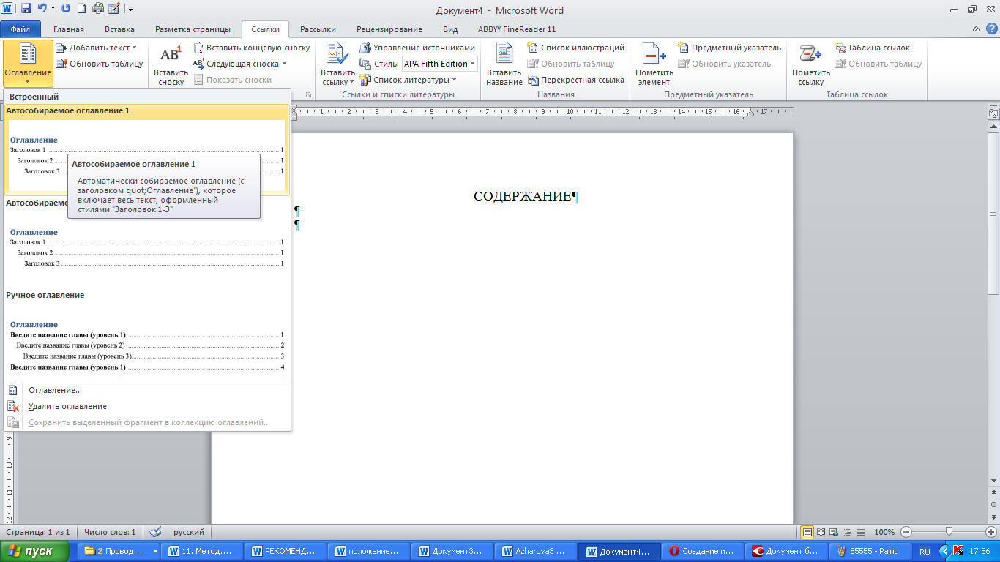 Документ4 - Microsoft Word
Файл Главная Вставка Разметка страницы Ссылки Рассылки Рецензирование Вид ABBYY FineReader 11
Оглавление
Добавить текст
Обновить таблицу
AB¹
Вставить сноску
Вставить концевую сноску
Следующая сноска
Показать сноски
Вставить ссылку
Управление источниками
Стиль: APA Fifth Edition
Список литературы
Ссылки и списки литературы
Вставить название
Список иллюстраций
Обновить таблицу
Перекрестная ссылка
Названия
Пометить элемент
Предметный указатель
Обновить указатель
Предметный указатель
Пометить ссылку
Таблица ссылок
Обновить таблицу
Таблица ссылок
Встроенный
Автособираемое оглавление 1
Оглавление
Заголовок 1 1
Заголовок 2 1
Заголовок 3 1
Автособираемое оглавление 1
Автоматически собираемое оглавление (с
заголовком quot;Оглавление"), которое
включает весь текст, оформленный
стилями "Заголовок 1-3"
Автособираемо
Оглавление
Заголовок 1 1
Заголовок 2 1
Заголовок 3 1
Ручное оглавление
Оглавление
Введите название главы (уровень 1) 1
Введите название главы (уровень 2) 2
Введите название главы (уровень 3) 3
Введите название главы (уровень 1) 4
Оглавление...
Удалить оглавление
Сохранить выделенный фрагмент в коллекцию оглавлений...
1 2 3 4 5 6 7 8 9 10 11 12 13 14 15 16 17
СОДЕРЖАНИЕ¶
¶
¶
9 10 11 12
Страница: 1 из 1 Число слов: 1 русский 100%
пуск 2 Провод... 11. Метод.... РЕКОМЕНД... положение... Документ3... Azharova3 ... Документ4... Создание и... Документ б... 55555 - Paint RU 17:56